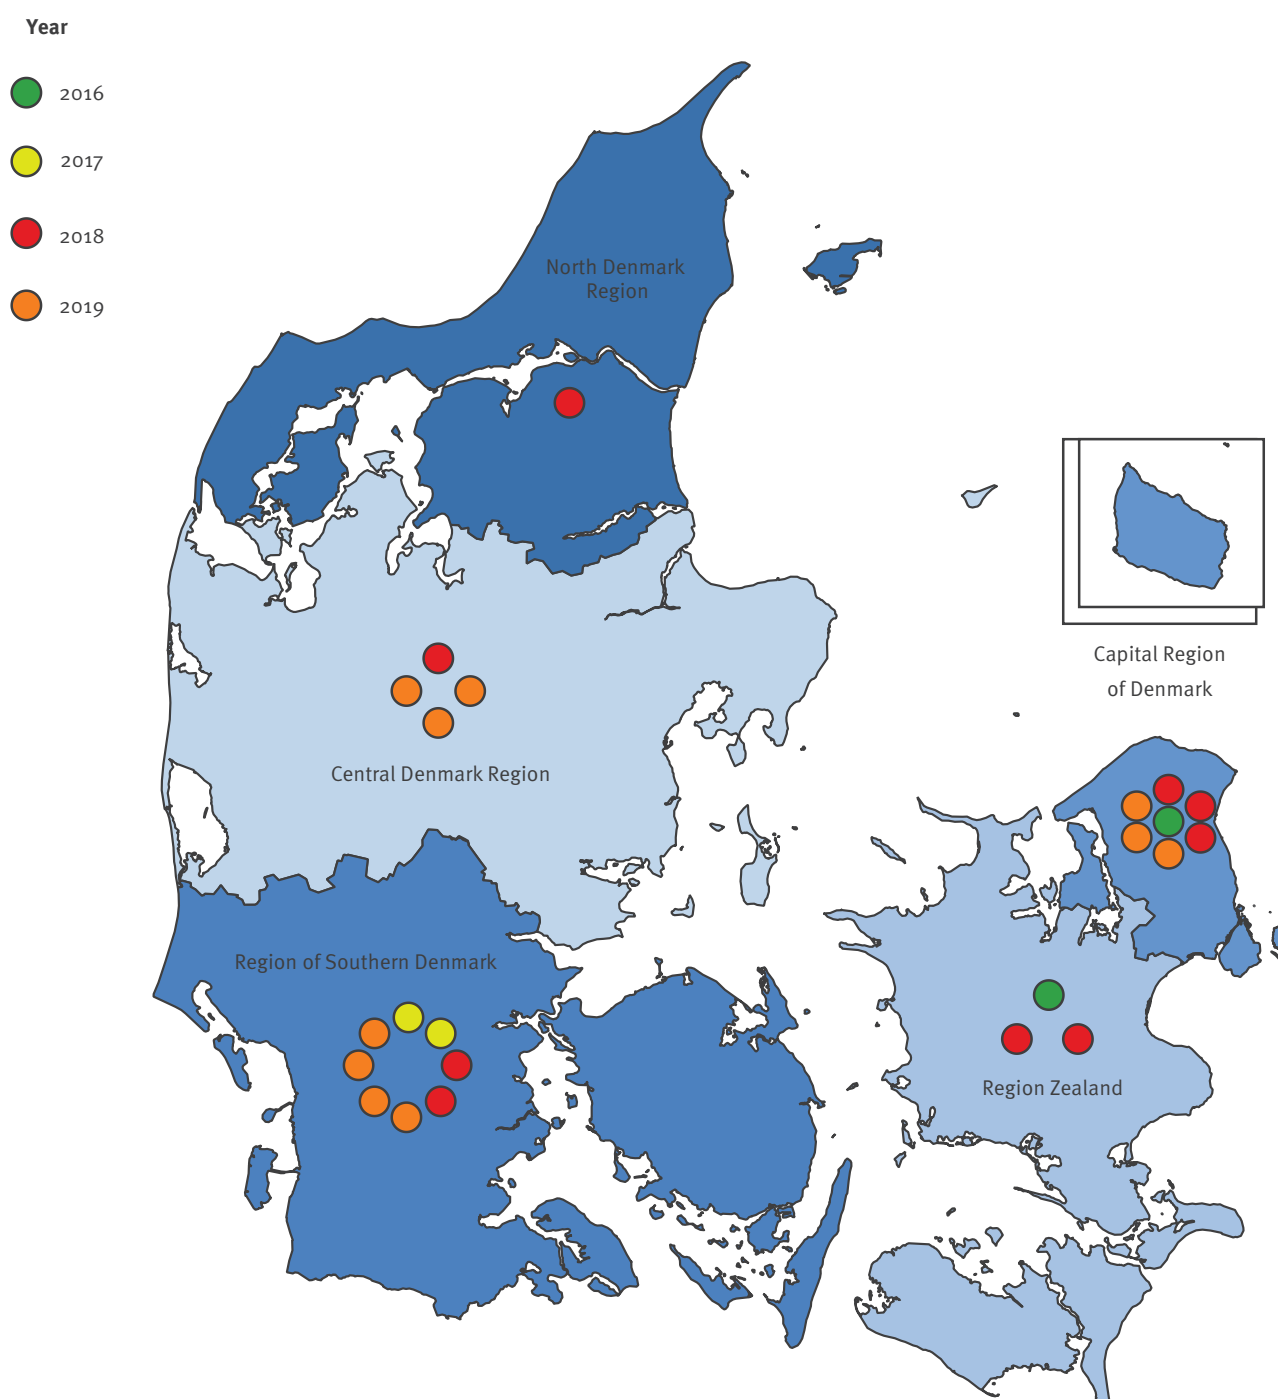 Year
2016
2017
2018
2019
North Denmark
Region
Capital Region
of Denmark
Central Denmark Region
Region of Southern Denmark
Region Zealand